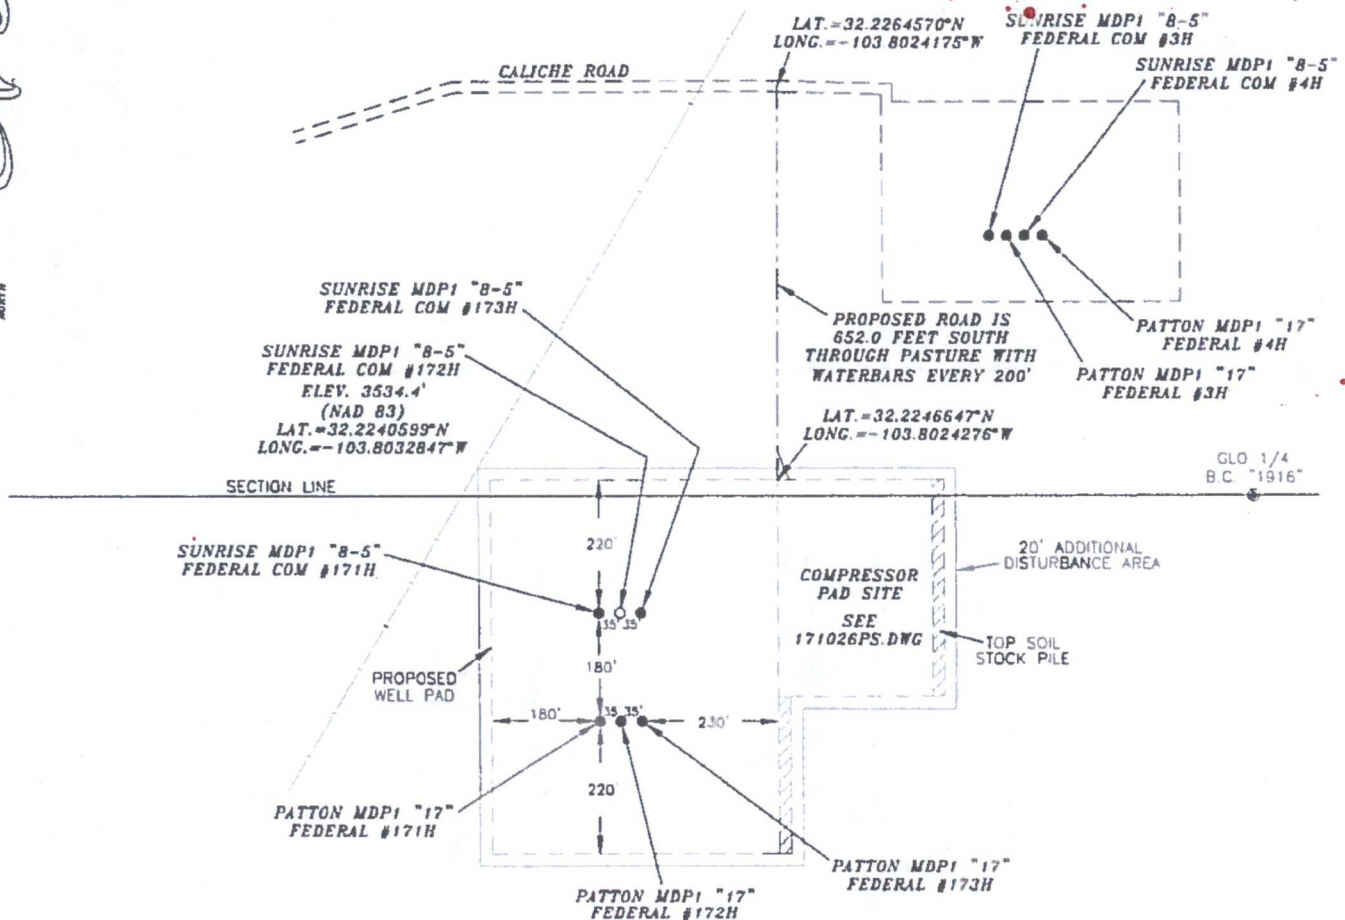 LAT.=32.2264570°N
LONG.=-103.8024175°W
SUNRISE MDP1 "8-5"
FEDERAL COM #3H
SUNRISE MDP1 "8-5"
FEDERAL COM #4H
CALICHE ROAD
NORTH
SUNRISE MDP1 "8-5"
FEDERAL COM #173H
PROPOSED ROAD IS
652.0 FEET SOUTH
THROUGH PASTURE WITH
WATERBARS EVERY 200'
PATTON MDP1 "17"
FEDERAL #4H
PATTON MDP1 "17"
FEDERAL #3H
SUNRISE MDP1 "8-5"
FEDERAL COM #172H
ELEV. 3534.4'
(NAD 83)
LAT.=32.2240599°N
LONG.=-103.8032847°W
LAT.=32.2246647°N
LONG.=-103.8024276°W
GLO 1/4
B.C. "1916"
SECTION LINE
220'
SUNRISE MDP1 "8-5"
FEDERAL COM #171H
20' ADDITIONAL
DISTURBANCE AREA
COMPRESSOR
PAD SITE
SEE
171026PS.DWG
35' 35'
TOP SOIL
STOCK PILE
180'
PROPOSED
WELL PAD
180'
35' 35'
230'
220'
PATTON MDP1 "17"
FEDERAL #171H
PATTON MDP1 "17"
FEDERAL #173H
PATTON MDP1 "17"
FEDERAL #172H